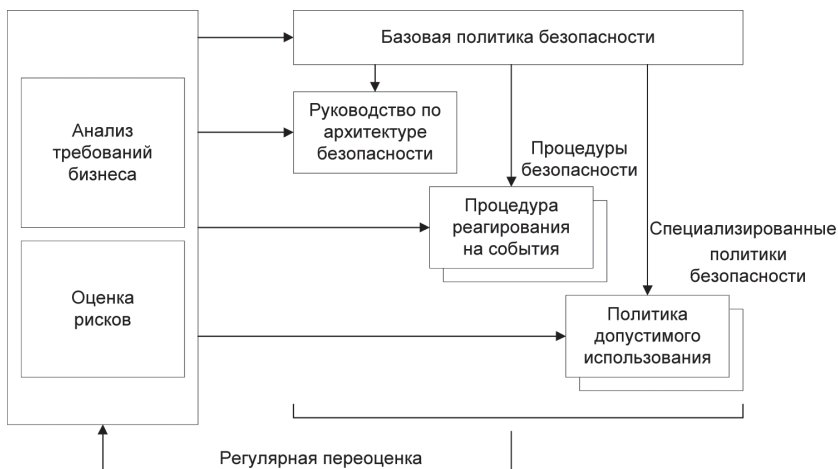 Базовая политика безопасности
Анализ
требований
бизнеса
Руководство по
архитектуре
безопасности
Процедуры
безопасности
Процедура
реагирования
на события
Специализированные
политики
безопасности
Оценка
рисков
Политика
допустимого
использования
Регулярная переоценка